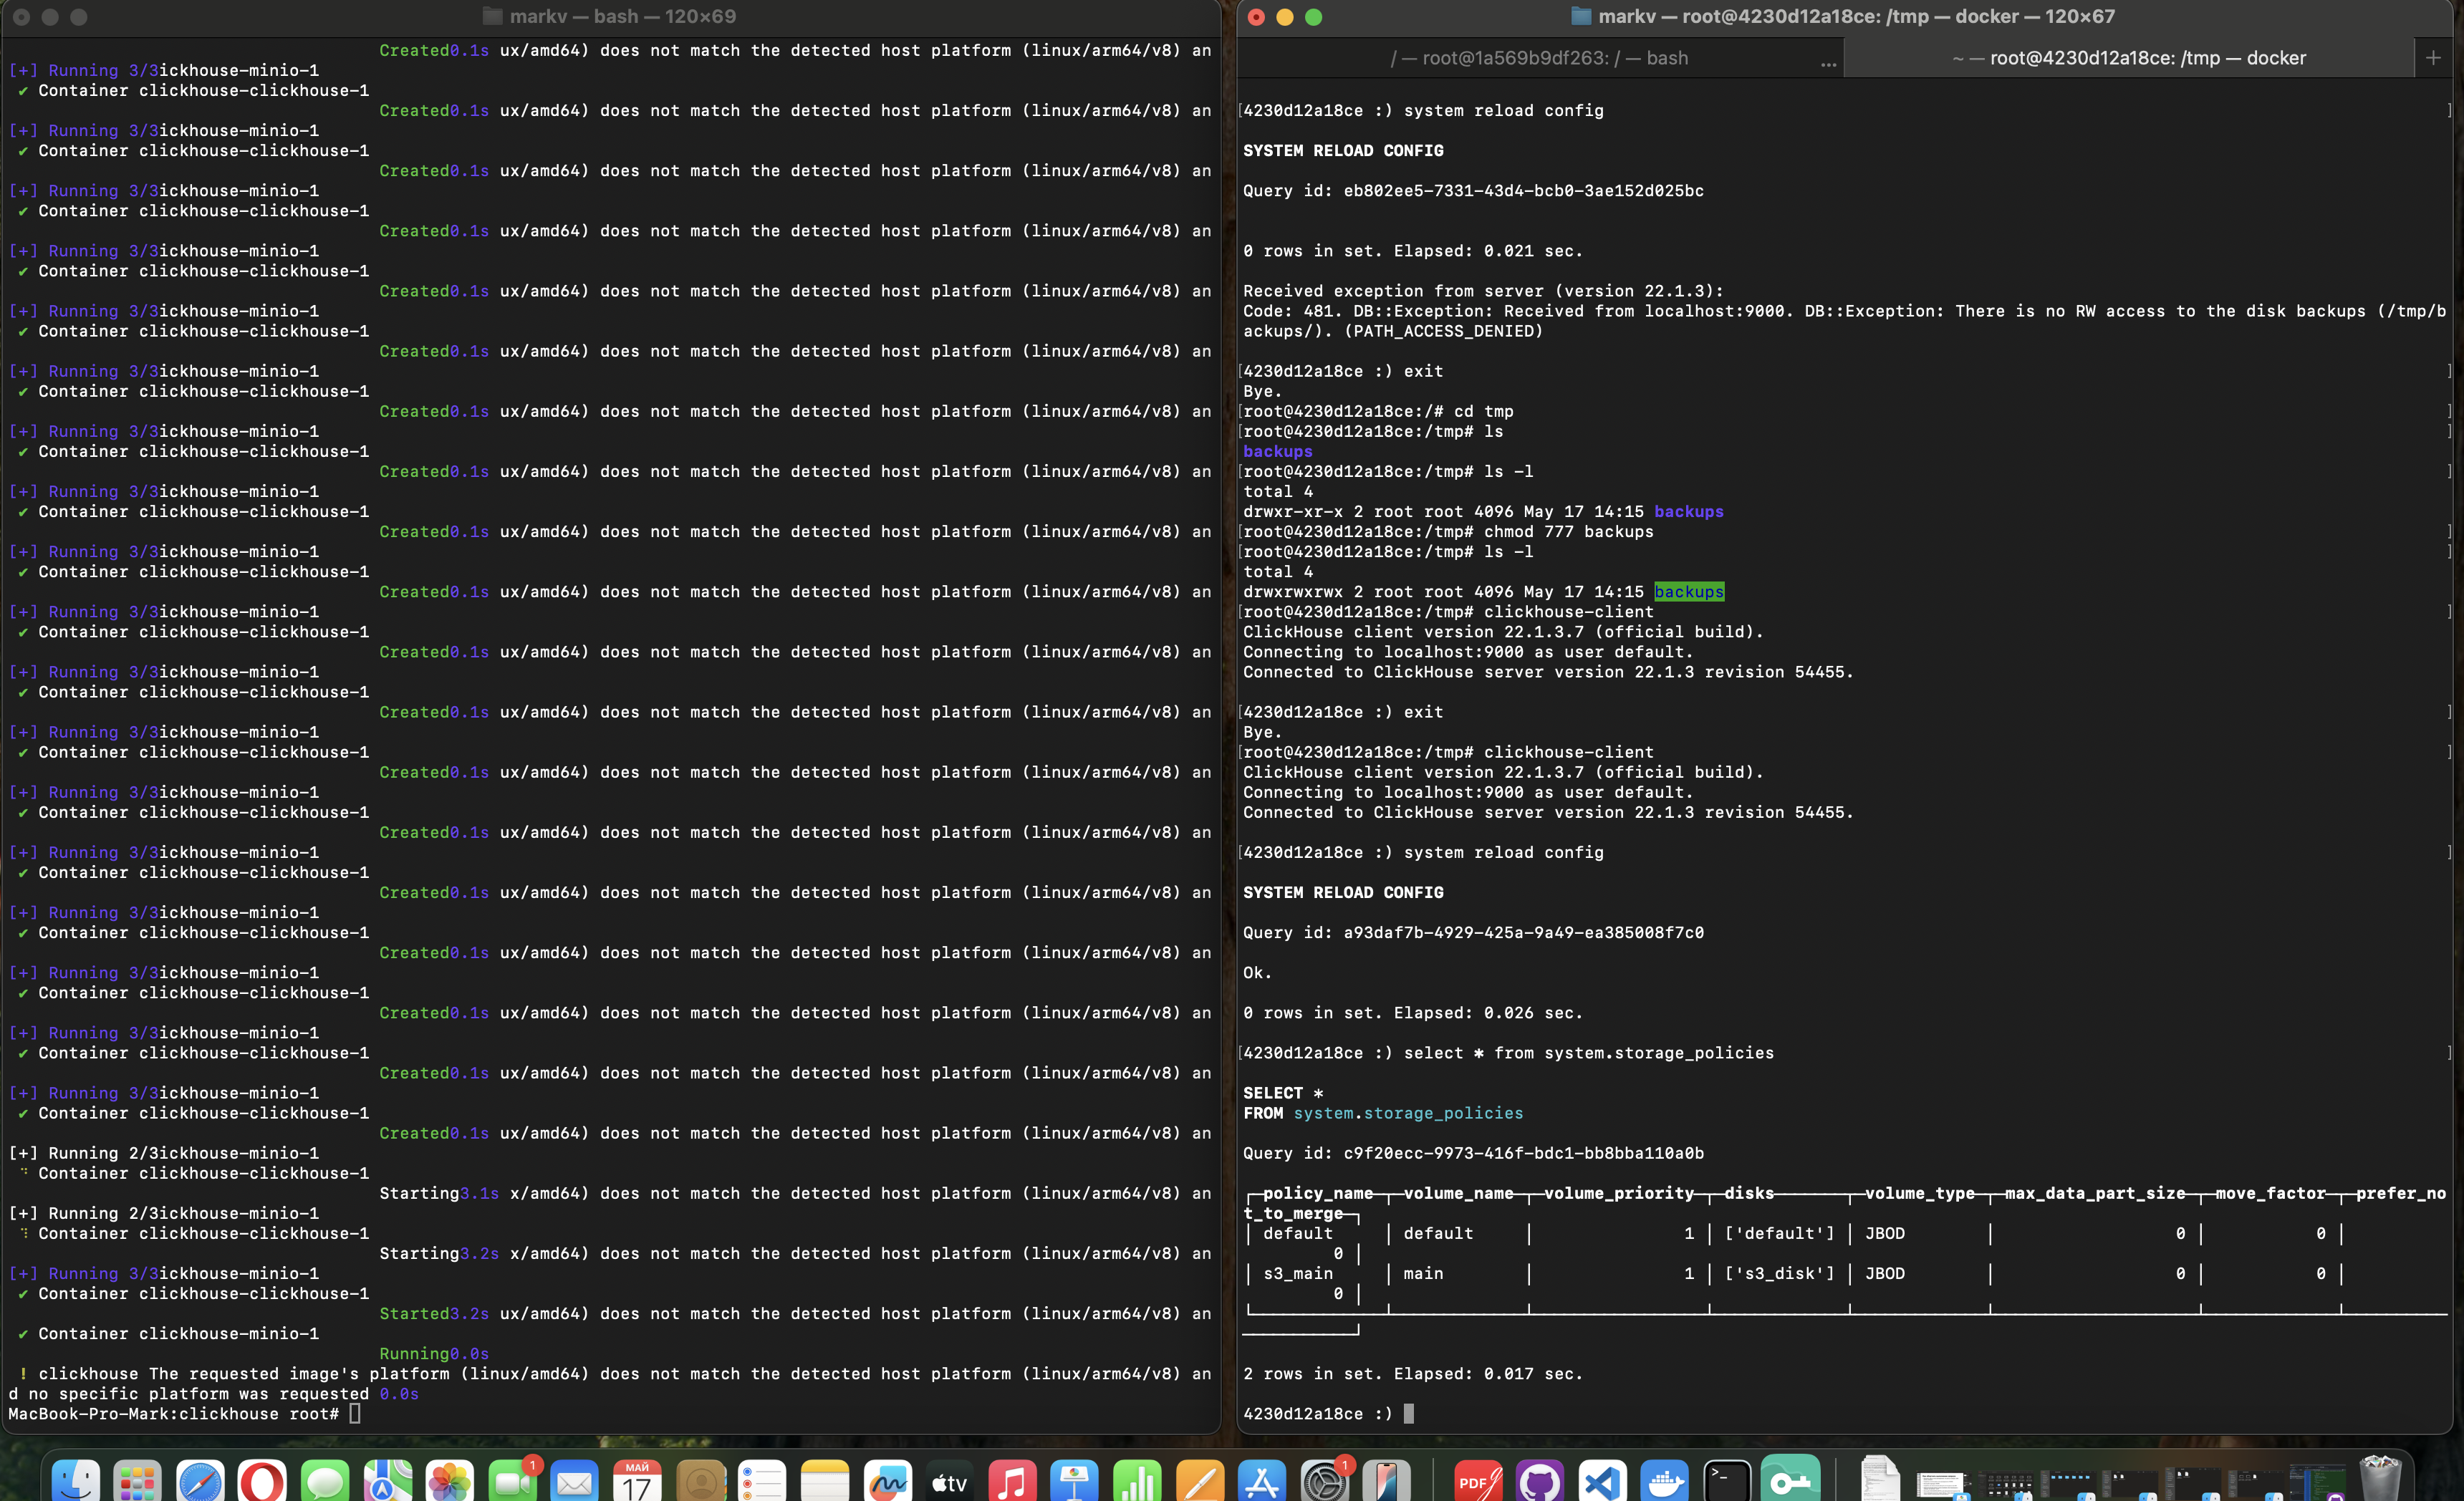 markv — bash — 120×69
Created0.1s ux/amd64) does not match the detected host platform (linux/arm64/v8) an
[+] Running 3/3ickhouse-minio-1
✔ Container clickhouse-clickhouse-1
Created0.1s ux/amd64) does not match the detected host platform (linux/arm64/v8) an
[+] Running 3/3ickhouse-minio-1
✔ Container clickhouse-clickhouse-1
Created0.1s ux/amd64) does not match the detected host platform (linux/arm64/v8) an
[+] Running 3/3ickhouse-minio-1
✔ Container clickhouse-clickhouse-1
Created0.1s ux/amd64) does not match the detected host platform (linux/arm64/v8) an
[+] Running 3/3ickhouse-minio-1
✔ Container clickhouse-clickhouse-1
Created0.1s ux/amd64) does not match the detected host platform (linux/arm64/v8) an
[+] Running 3/3ickhouse-minio-1
✔ Container clickhouse-clickhouse-1
Created0.1s ux/amd64) does not match the detected host platform (linux/arm64/v8) an
[+] Running 3/3ickhouse-minio-1
✔ Container clickhouse-clickhouse-1
Created0.1s ux/amd64) does not match the detected host platform (linux/arm64/v8) an
[+] Running 3/3ickhouse-minio-1
✔ Container clickhouse-clickhouse-1
Created0.1s ux/amd64) does not match the detected host platform (linux/arm64/v8) an
[+] Running 3/3ickhouse-minio-1
✔ Container clickhouse-clickhouse-1
Created0.1s ux/amd64) does not match the detected host platform (linux/arm64/v8) an
[+] Running 3/3ickhouse-minio-1
✔ Container clickhouse-clickhouse-1
Created0.1s ux/amd64) does not match the detected host platform (linux/arm64/v8) an
[+] Running 3/3ickhouse-minio-1
✔ Container clickhouse-clickhouse-1
Created0.1s ux/amd64) does not match the detected host platform (linux/arm64/v8) an
[+] Running 3/3ickhouse-minio-1
✔ Container clickhouse-clickhouse-1
Created0.1s ux/amd64) does not match the detected host platform (linux/arm64/v8) an
[+] Running 3/3ickhouse-minio-1
✔ Container clickhouse-clickhouse-1
Created0.1s ux/amd64) does not match the detected host platform (linux/arm64/v8) an
[+] Running 3/3ickhouse-minio-1
✔ Container clickhouse-clickhouse-1
Created0.1s ux/amd64) does not match the detected host platform (linux/arm64/v8) an
[+] Running 3/3ickhouse-minio-1
✔ Container clickhouse-clickhouse-1
Created0.1s ux/amd64) does not match the detected host platform (linux/arm64/v8) an
[+] Running 3/3ickhouse-minio-1
✔ Container clickhouse-clickhouse-1
Created0.1s ux/amd64) does not match the detected host platform (linux/arm64/v8) an
[+] Running 3/3ickhouse-minio-1
✔ Container clickhouse-clickhouse-1
Created0.1s ux/amd64) does not match the detected host platform (linux/arm64/v8) an
[+] Running 3/3ickhouse-minio-1
✔ Container clickhouse-clickhouse-1
Created0.1s ux/amd64) does not match the detected host platform (linux/arm64/v8) an
[+] Running 3/3ickhouse-minio-1
✔ Container clickhouse-clickhouse-1
Created0.1s ux/amd64) does not match the detected host platform (linux/arm64/v8) an
[+] Running 2/3ickhouse-minio-1
Container clickhouse-clickhouse-1
Starting3.1s x/amd64) does not match the detected host platform (linux/arm64/v8) an
[+] Running 2/3ickhouse-minio-1
Container clickhouse-clickhouse-1
Starting3.2s x/amd64) does not match the detected host platform (linux/arm64/v8) an
[+] Running 3/3ickhouse-minio-1
✔ Container clickhouse-clickhouse-1
Started3.2s ux/amd64) does not match the detected host platform (linux/arm64/v8) an
✔ Container clickhouse-minio-1
Running0.0s
! clickhouse The requested image's platform (linux/amd64) does not match the detected host platform (linux/arm64/v8) an
d no specific platform was requested 0.0s
MacBook-Pro-Mark:clickhouse root#
markv — root@4230d12a18ce: /tmp — docker — 120×67
/ — root@1a569b9df263: / — bash ...
~ — root@4230d12a18ce: /tmp — docker +
[4230d12a18ce :) system reload config ]
SYSTEM RELOAD CONFIG
Query id: eb802ee5-7331-43d4-bcb0-3ae152d025bc
0 rows in set. Elapsed: 0.021 sec.
Received exception from server (version 22.1.3):
Code: 481. DB::Exception: Received from localhost:9000. DB::Exception: There is no RW access to the disk backups (/tmp/b
ackups/). (PATH_ACCESS_DENIED)
[4230d12a18ce :) exit ]
Bye.
[root@4230d12a18ce:/# cd tmp ]
[root@4230d12a18ce:/tmp# ls ]
backups
[root@4230d12a18ce:/tmp# ls -l ]
total 4
drwxr-xr-x 2 root root 4096 May 17 14:15 backups
[root@4230d12a18ce:/tmp# chmod 777 backups ]
[root@4230d12a18ce:/tmp# ls -l ]
total 4
drwxrwxrwx 2 root root 4096 May 17 14:15 backups
[root@4230d12a18ce:/tmp# clickhouse-client ]
ClickHouse client version 22.1.3.7 (official build).
Connecting to localhost:9000 as user default.
Connected to ClickHouse server version 22.1.3 revision 54455.
[4230d12a18ce :) exit ]
Bye.
[root@4230d12a18ce:/tmp# clickhouse-client ]
ClickHouse client version 22.1.3.7 (official build).
Connecting to localhost:9000 as user default.
Connected to ClickHouse server version 22.1.3 revision 54455.
[4230d12a18ce :) system reload config ]
SYSTEM RELOAD CONFIG
Query id: a93daf7b-4929-425a-9a49-ea385008f7c0
Ok.
0 rows in set. Elapsed: 0.026 sec.
[4230d12a18ce :) select * from system.storage_policies ]
SELECT *
FROM system.storage_policies
Query id: c9f20ecc-9973-416f-bdc1-bb8bba110a0b
┌─policy_name─┬─volume_name─┬─volume_priority─┬─disks───────┬─volume_type─┬─max_data_part_size─┬─move_factor─┬─prefer_no
t_to_merge─┐
│ default │ default │ 1 │ ['default'] │ JBOD │ 0 │ 0 │
0 │
│ s3_main │ main │ 1 │ ['s3_disk'] │ JBOD │ 0 │ 0 │
0 │
2 rows in set. Elapsed: 0.017 sec.
4230d12a18ce :)
1
МАЙ
17
tv
1
PDF
>_